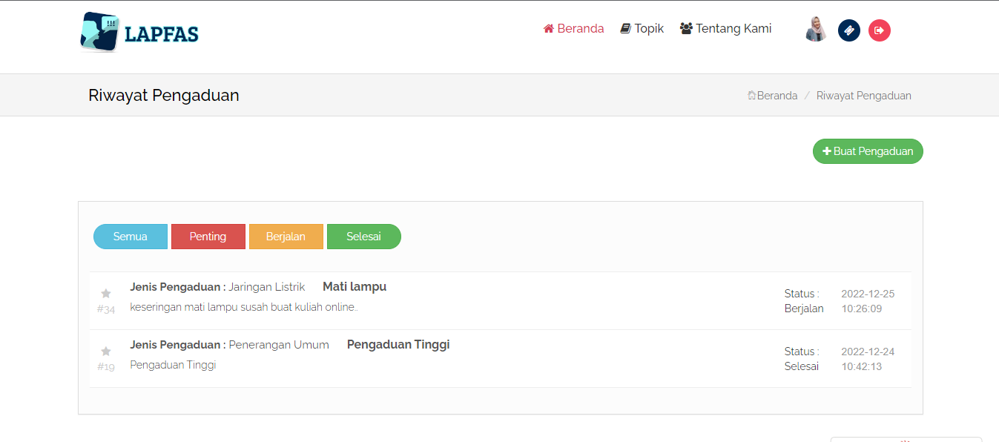 !!! LAPFAS
Beranda Topik Tentang Kami
Riwayat Pengaduan
Beranda / Riwayat Pengaduan
Buat Pengaduan
Semua Penting Berjalan Selesai
Jenis Pengaduan : Jaringan Listrik Mati lampu
#34
keseringan mati lampu susah buat kuliah online..
Status :
Berjalan
2022-12-25
10:26:09
Jenis Pengaduan : Penerangan Umum Pengaduan Tinggi
#19
Pengaduan Tinggi
Status :
Selesai
2022-12-24
10:42:13